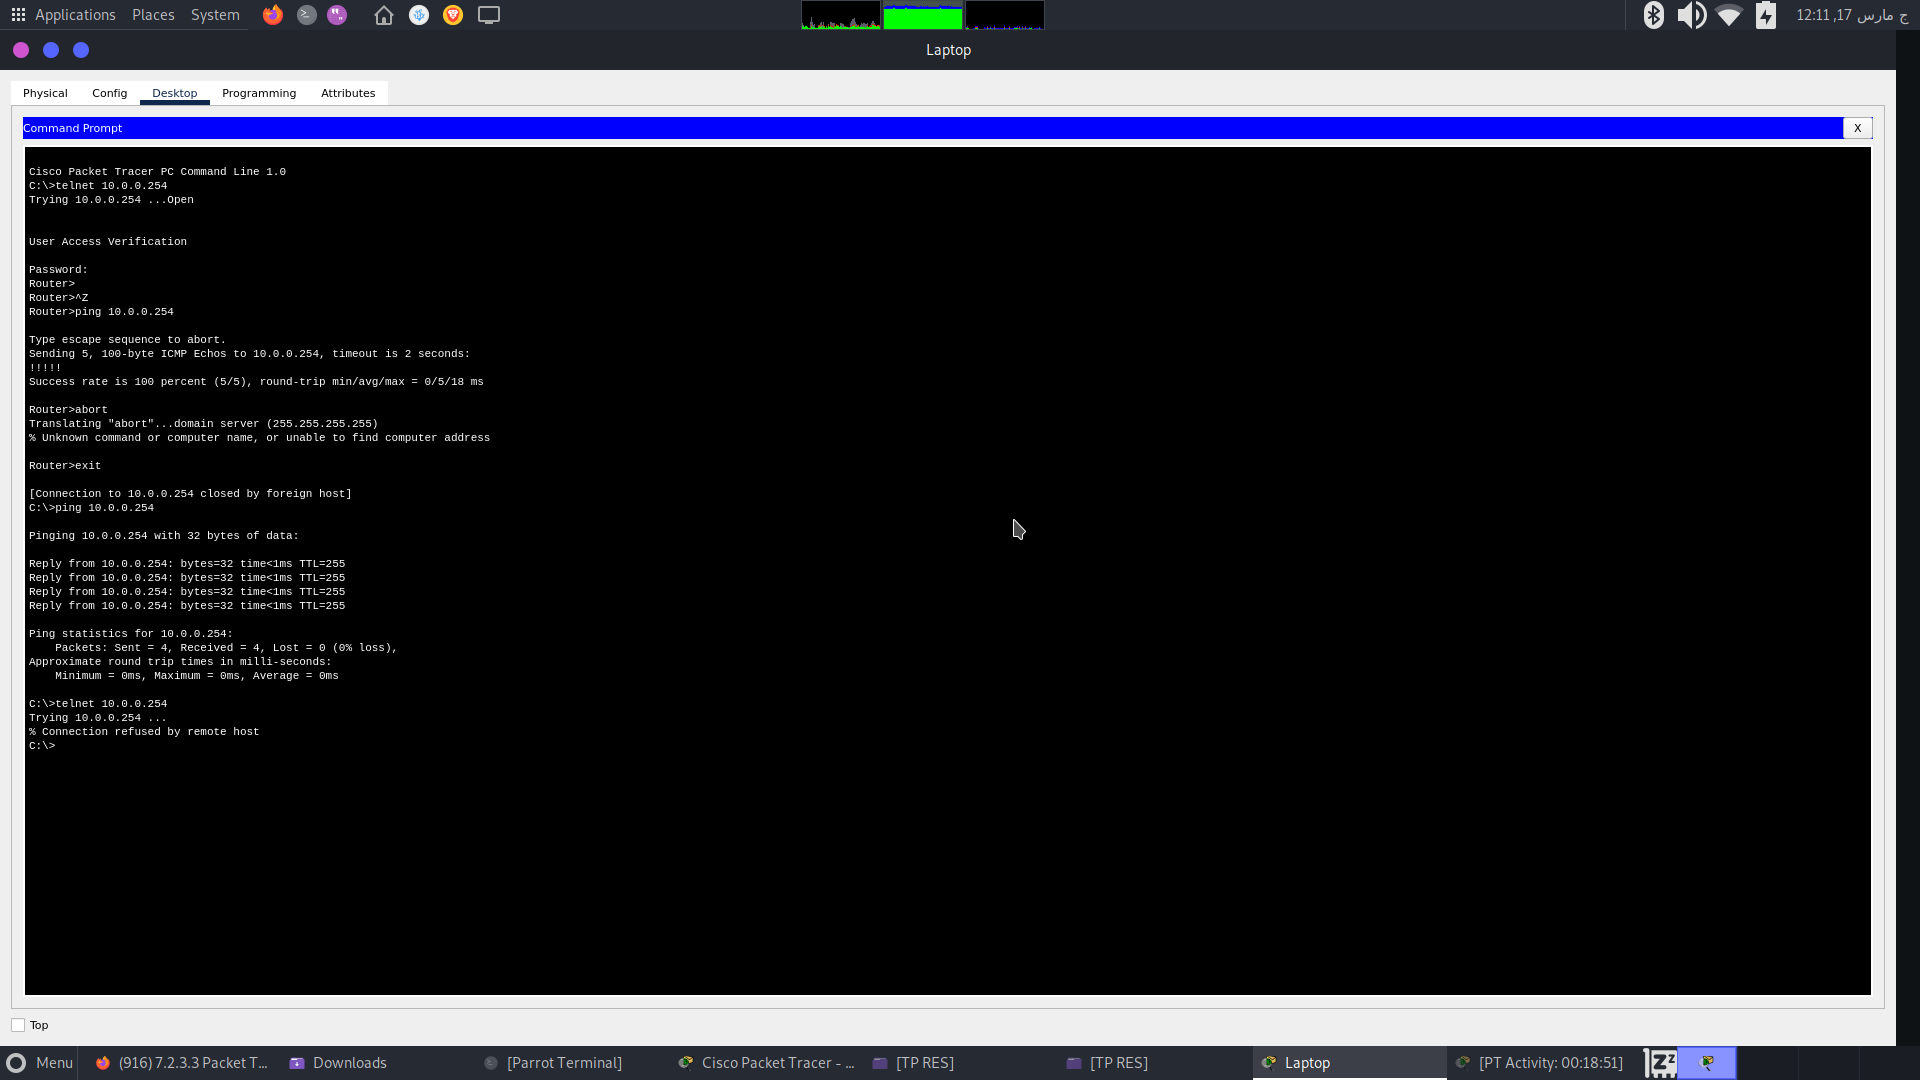 Applications Places System
12:11 ,17 ج مارس
Laptop
Physical Config Desktop Programming Attributes
Command Prompt
X
Cisco Packet Tracer PC Command Line 1.0
C:\>telnet 10.0.0.254
Trying 10.0.0.254 ...Open
User Access Verification
Password:
Router>
Router>^Z
Router>ping 10.0.0.254
Type escape sequence to abort.
Sending 5, 100-byte ICMP Echos to 10.0.0.254, timeout is 2 seconds:
!!!!!
Success rate is 100 percent (5/5), round-trip min/avg/max = 0/5/18 ms
Router>abort
Translating "abort"...domain server (255.255.255.255)
% Unknown command or computer name, or unable to find computer address
Router>exit
[Connection to 10.0.0.254 closed by foreign host]
C:\>ping 10.0.0.254
Pinging 10.0.0.254 with 32 bytes of data:
Reply from 10.0.0.254: bytes=32 time<1ms TTL=255
Reply from 10.0.0.254: bytes=32 time<1ms TTL=255
Reply from 10.0.0.254: bytes=32 time<1ms TTL=255
Reply from 10.0.0.254: bytes=32 time<1ms TTL=255
Ping statistics for 10.0.0.254:
Packets: Sent = 4, Received = 4, Lost = 0 (0% loss),
Approximate round trip times in milli-seconds:
Minimum = 0ms, Maximum = 0ms, Average = 0ms
C:\>telnet 10.0.0.254
Trying 10.0.0.254 ...
% Connection refused by remote host
C:\>
Top
Menu (916) 7.2.3.3 Packet T... Downloads [Parrot Terminal] Cisco Packet Tracer - ... [TP RES] [TP RES] Laptop [PT Activity: 00:18:51] zZz